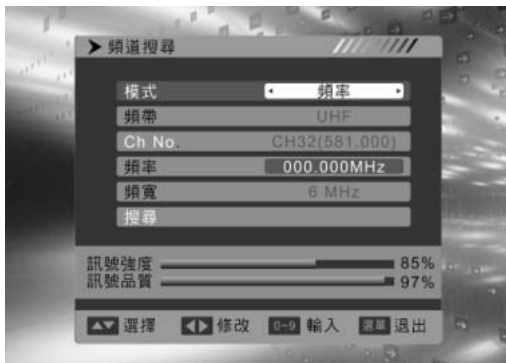 頻道搜尋
模式 頻率
頻帶 UHF
Ch No. CH32(581.000)
頻率 000.000MHz
頻寬 6 MHz
搜尋
訊號強度 85%
訊號品質 97%
選擇 修改 0-9 輸入 選單 退出